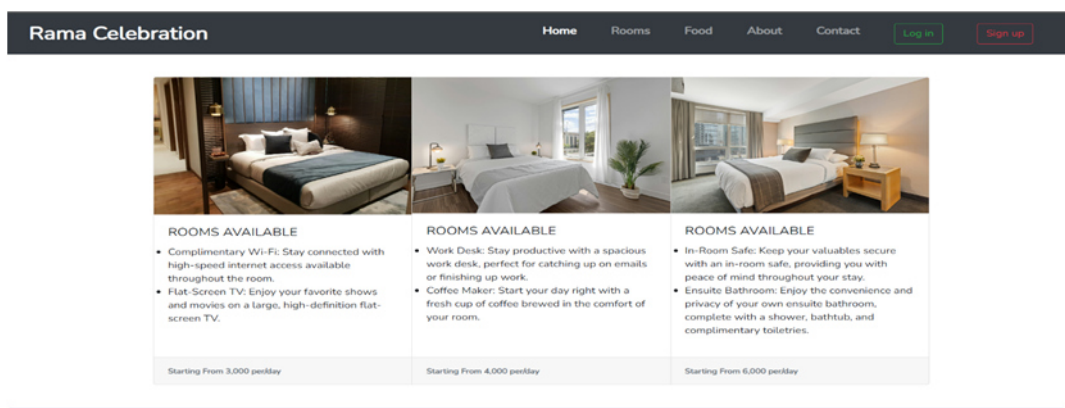 Rama Celebration Home Rooms Food About Contact Log in Sign up
ROOMS AVAILABLE
• Complimentary Wi-Fi: Stay connected with
high-speed internet access available
throughout the room.
• Flat-Screen TV: Enjoy your favorite shows
and movies on a large, high-definition flat-
screen TV.
Starting From 3,000 per/day
ROOMS AVAILABLE
• Work Desk: Stay productive with a spacious
work desk, perfect for catching up on emails
or finishing up work.
• Coffee Maker: Start your day right with a
fresh cup of coffee brewed in the comfort of
your room.
Starting From 4,000 per/day
ROOMS AVAILABLE
• In-Room Safe: Keep your valuables secure
with an in-room safe, providing you with
peace of mind throughout your stay.
• Ensuite Bathroom: Enjoy the convenience and
privacy of your own ensuite bathroom,
complete with a shower, bathtub, and
complimentary toiletries.
Starting From 6,000 per/day